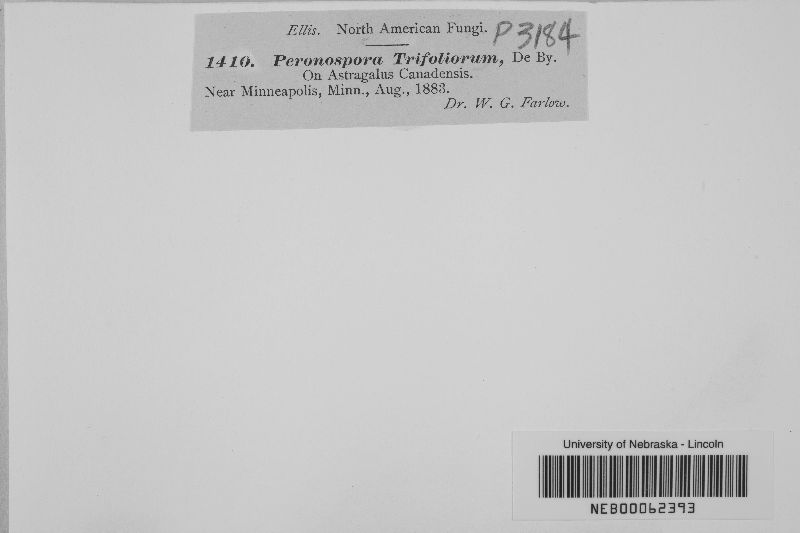 Ellis. North American Fungi. P3184
1410. Peronospora Trifoliorum, De By.
On Astragalus Canadensis.
Near Minneapolis, Minn., Aug., 1883.
Dr. W. G. Farlow.
University of Nebraska - Lincoln
NEB00062393